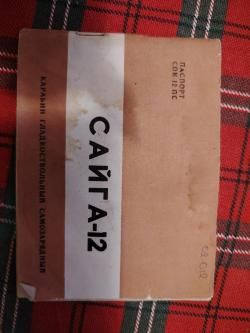 ПАСПОРТ
СОК 12 ПС
САЙГА-12
КАРАБИН ГЛАДКОСТВОЛЬНЫЙ САМОЗАРЯДНЫЙ